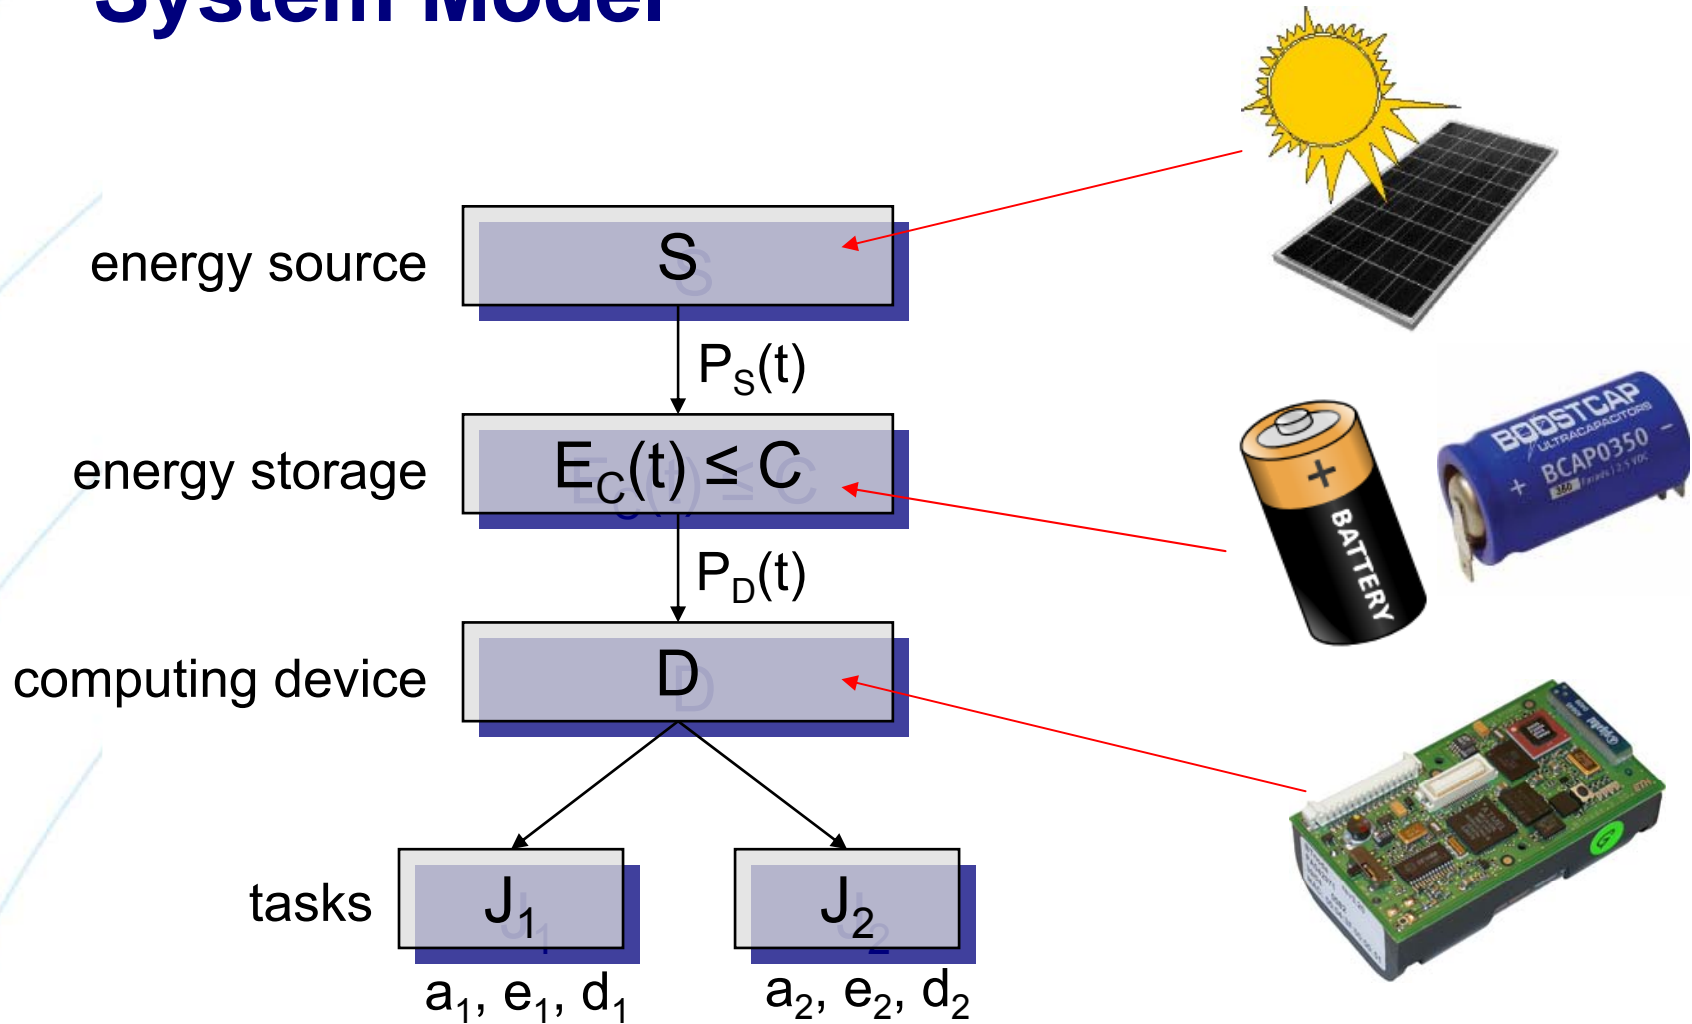 System Model
energy source
S
P_S(t)
energy storage
E_C(t) ≤ C
P_D(t)
computing device
D
tasks
J_1
J_2
a_1, e_1, d_1
a_2, e_2, d_2
+
BATTERY
BOOSTCAP
ULTRACAPACITORS
BCAP0350
+
-